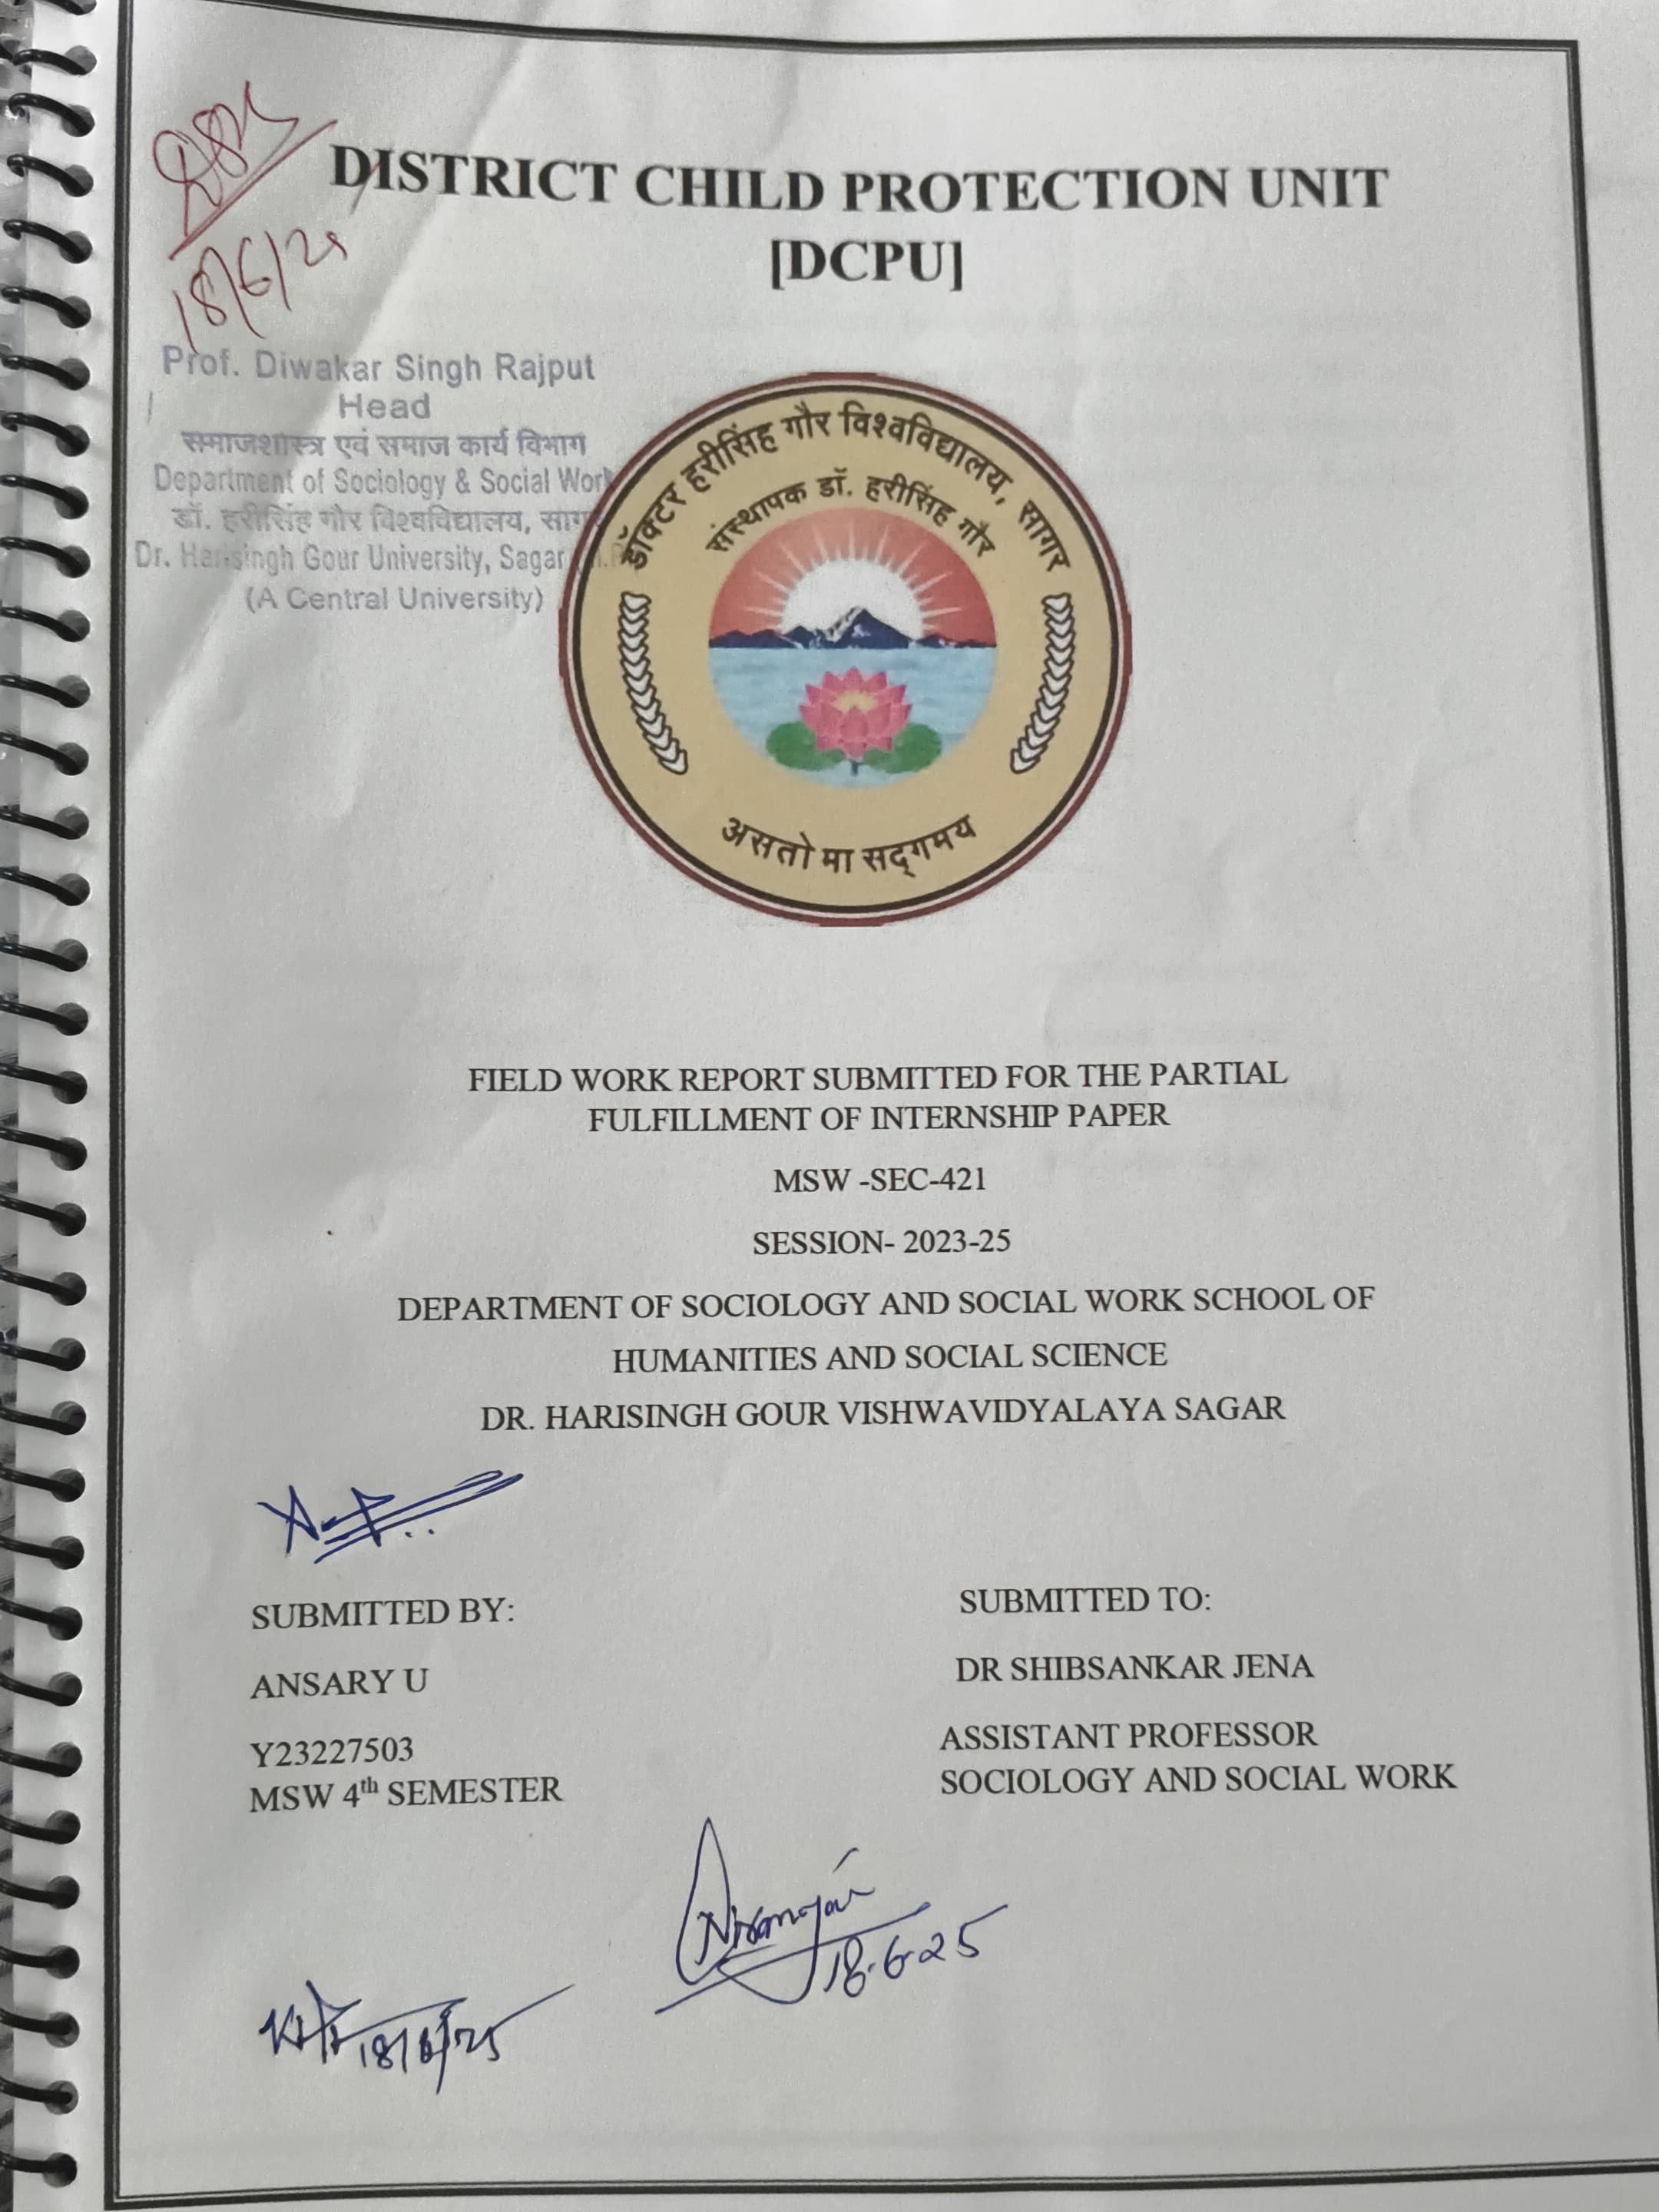 18/6/25
DISTRICT CHILD PROTECTION UNIT
[DCPU]
Prof. Diwakar Singh Rajput
Head
समाजशास्त्र एवं समाज कार्य विभाग
Department of Sociology & Social Work
डॉ. हरीसिंह गौर विश्वविद्यालय, सागर
Dr. Harisingh Gour University, Sagar
(A Central University)
डॉक्टर हरीसिंह गौर विश्वविद्यालय, सागर
संस्थापक डॉ. हरीसिंह गौर
असतो मा सद्गमय
FIELD WORK REPORT SUBMITTED FOR THE PARTIAL
FULFILLMENT OF INTERNSHIP PAPER
MSW -SEC-421
SESSION- 2023-25
DEPARTMENT OF SOCIOLOGY AND SOCIAL WORK SCHOOL OF
HUMANITIES AND SOCIAL SCIENCE
DR. HARISINGH GOUR VISHWAVIDYALAYA SAGAR
SUBMITTED BY:
ANSARY U
Y23227503
MSW 4th SEMESTER
SUBMITTED TO:
DR SHIBSANKAR JENA
ASSISTANT PROFESSOR
SOCIOLOGY AND SOCIAL WORK
18.6.25
18/6/25